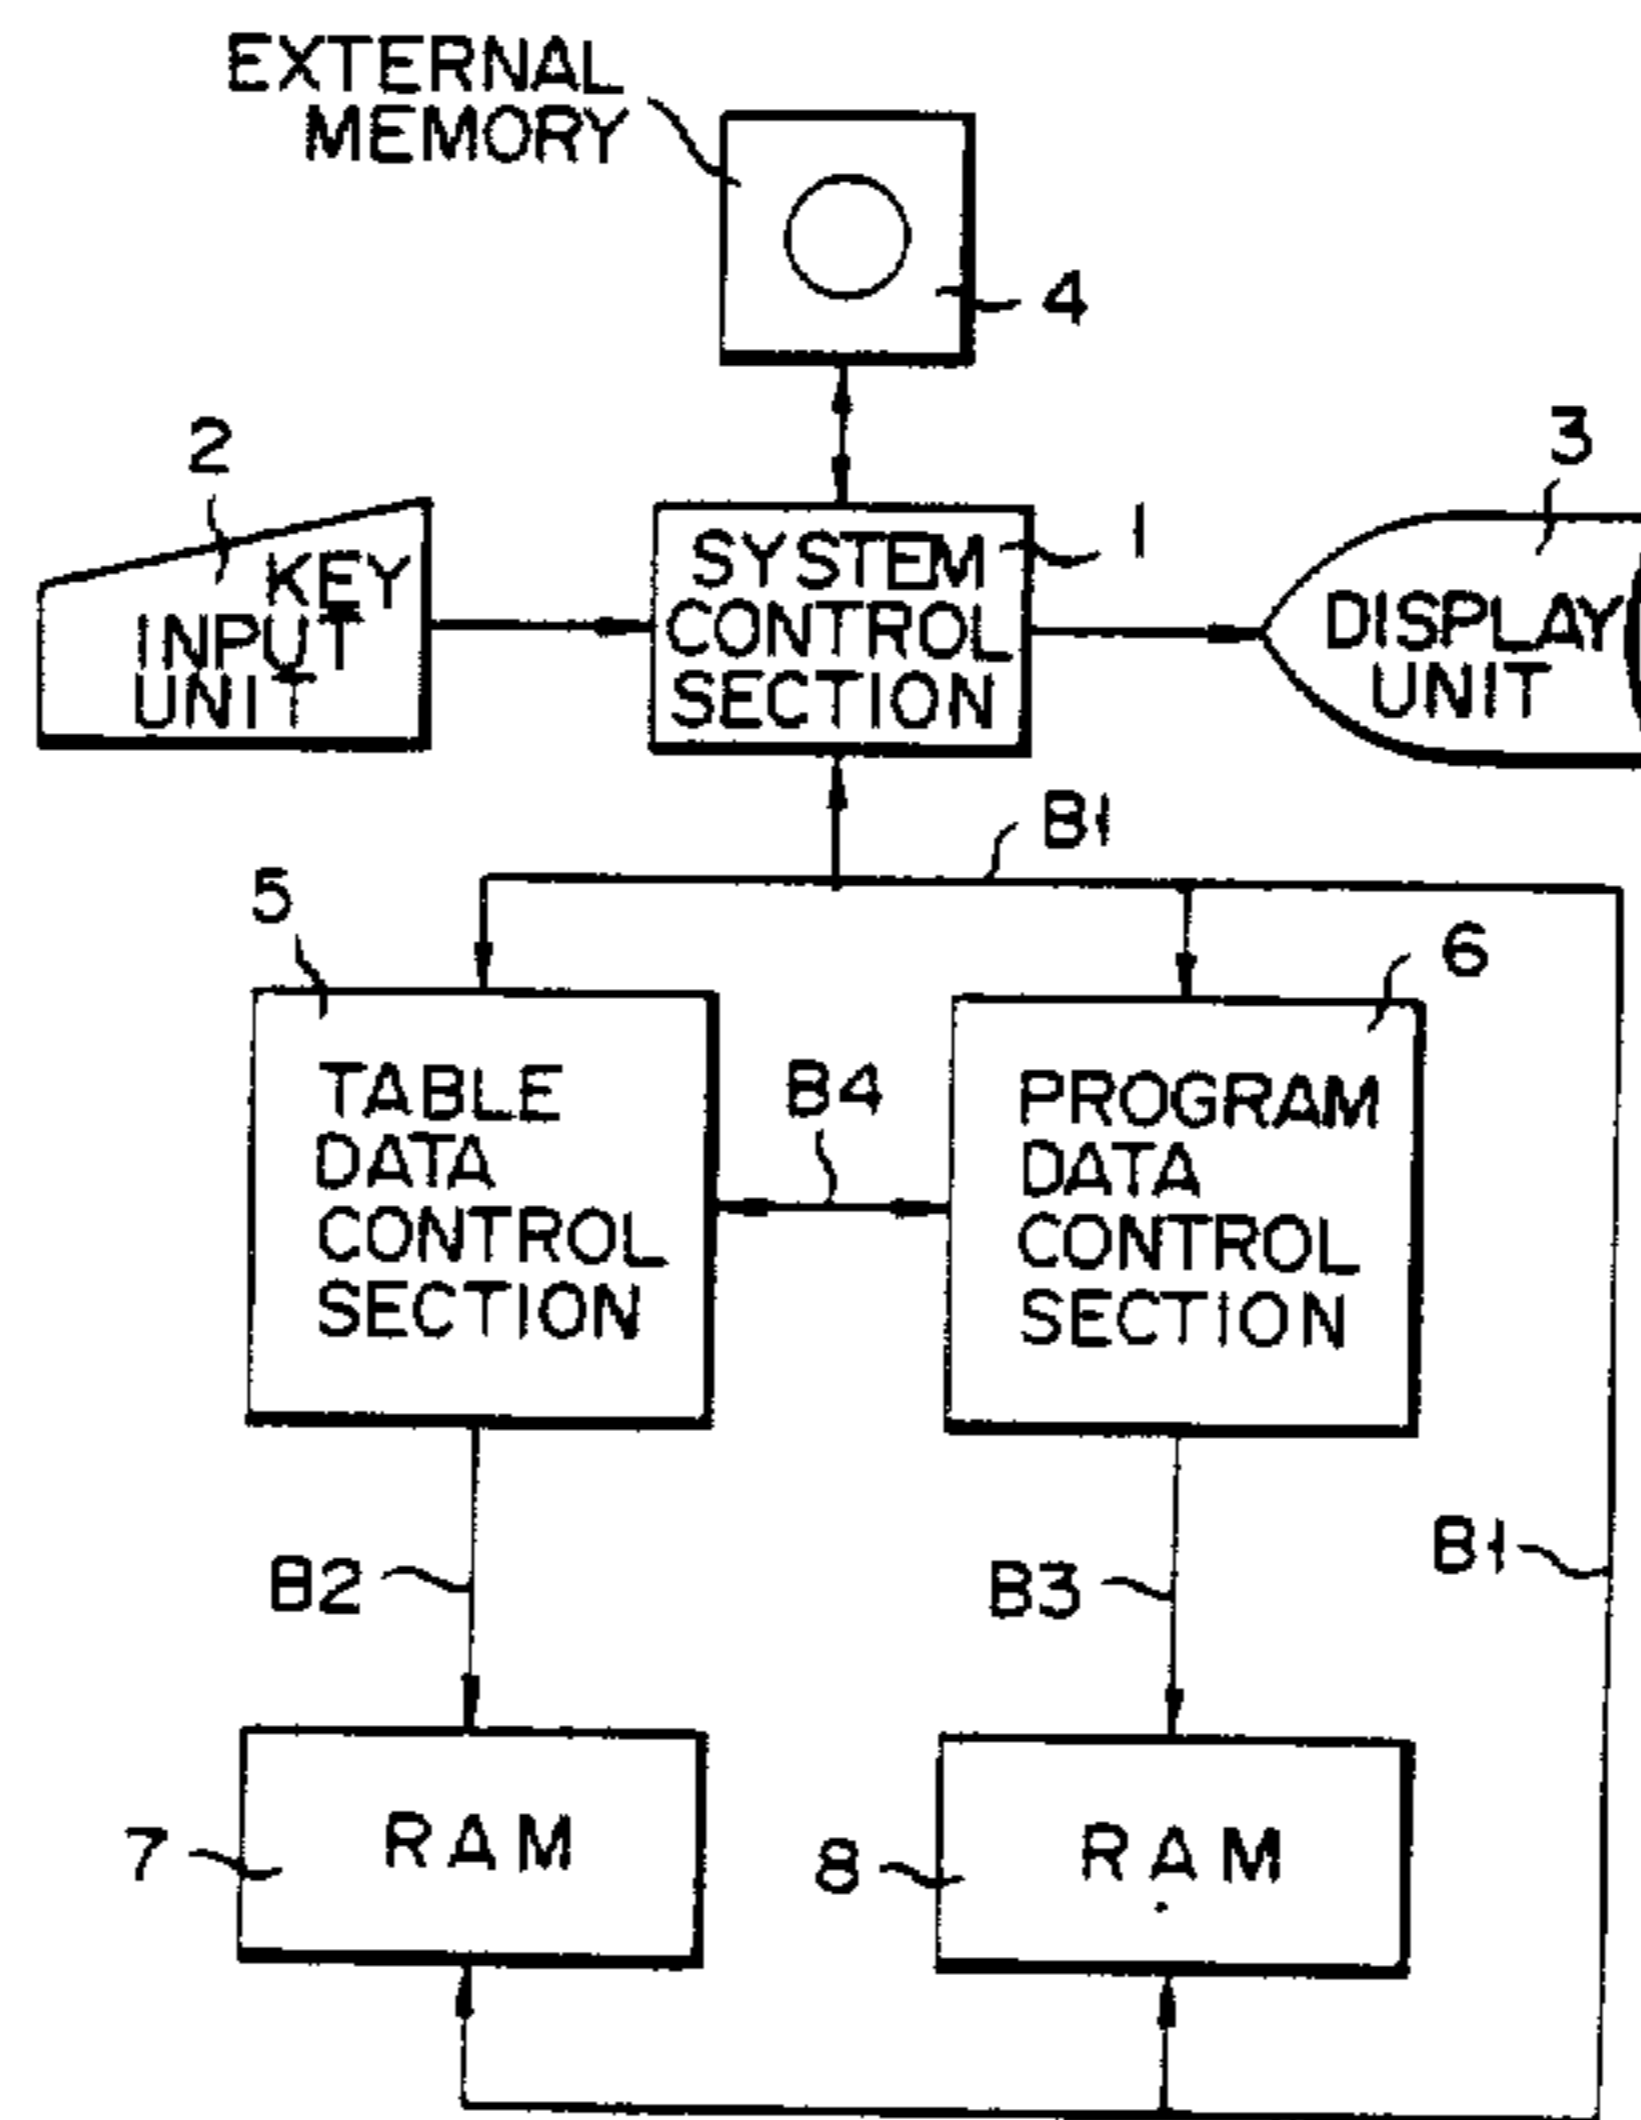 EXTERNAL
MEMORY
4
2
3
1
KEY
INPUT
UNIT
SYSTEM
CONTROL
SECTION
DISPLAY
UNIT
B1
5
6
TABLE
DATA
CONTROL
SECTION
B4
PROGRAM
DATA
CONTROL
SECTION
B2
B3
B1
7
RAM
8
RAM